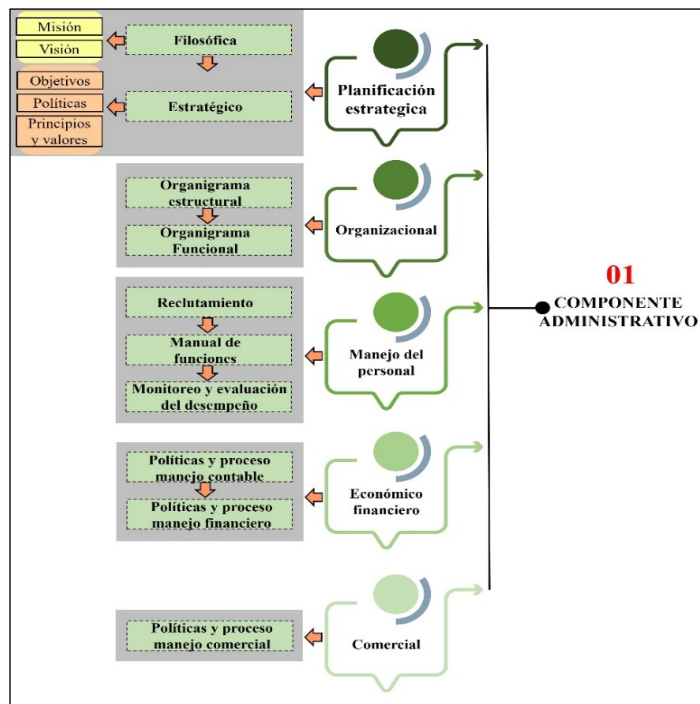 Misión
Visión
Filosófica
Objetivos
Políticas
Principios
y valores
Estratégico
Planificación
estrategica
Organigrama
estructural
Organigrama
Funcional
Organizacional
Reclutamiento
Manual de
funciones
Monitoreo y evaluación
del desempeño
Manejo del
personal
01
COMPONENTE
ADMINISTRATIVO
Políticas y proceso
manejo contable
Políticas y proceso
manejo financiero
Económico
financiero
Políticas y proceso
manejo comercial
Comercial